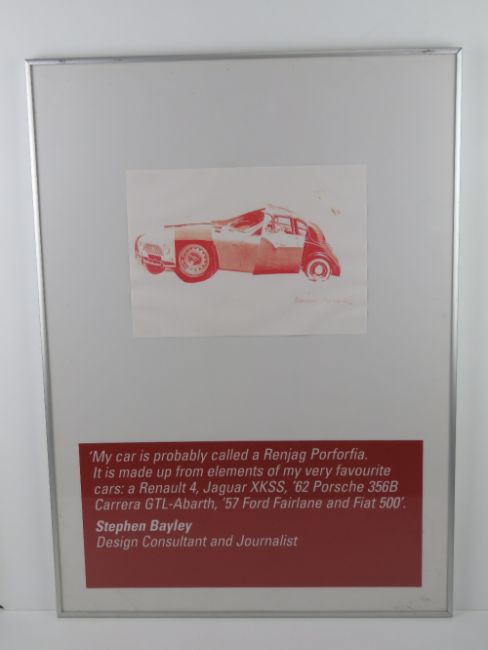 'My car is probably called a Renjag Porforfia.
It is made up from elements of my very favourite
cars: a Renault 4, Jaguar XKSS, '62 Porsche 356B
Carrera GTL-Abarth, '57 Ford Fairlane and Fiat 500'.
Stephen Bayley
Design Consultant and Journalist